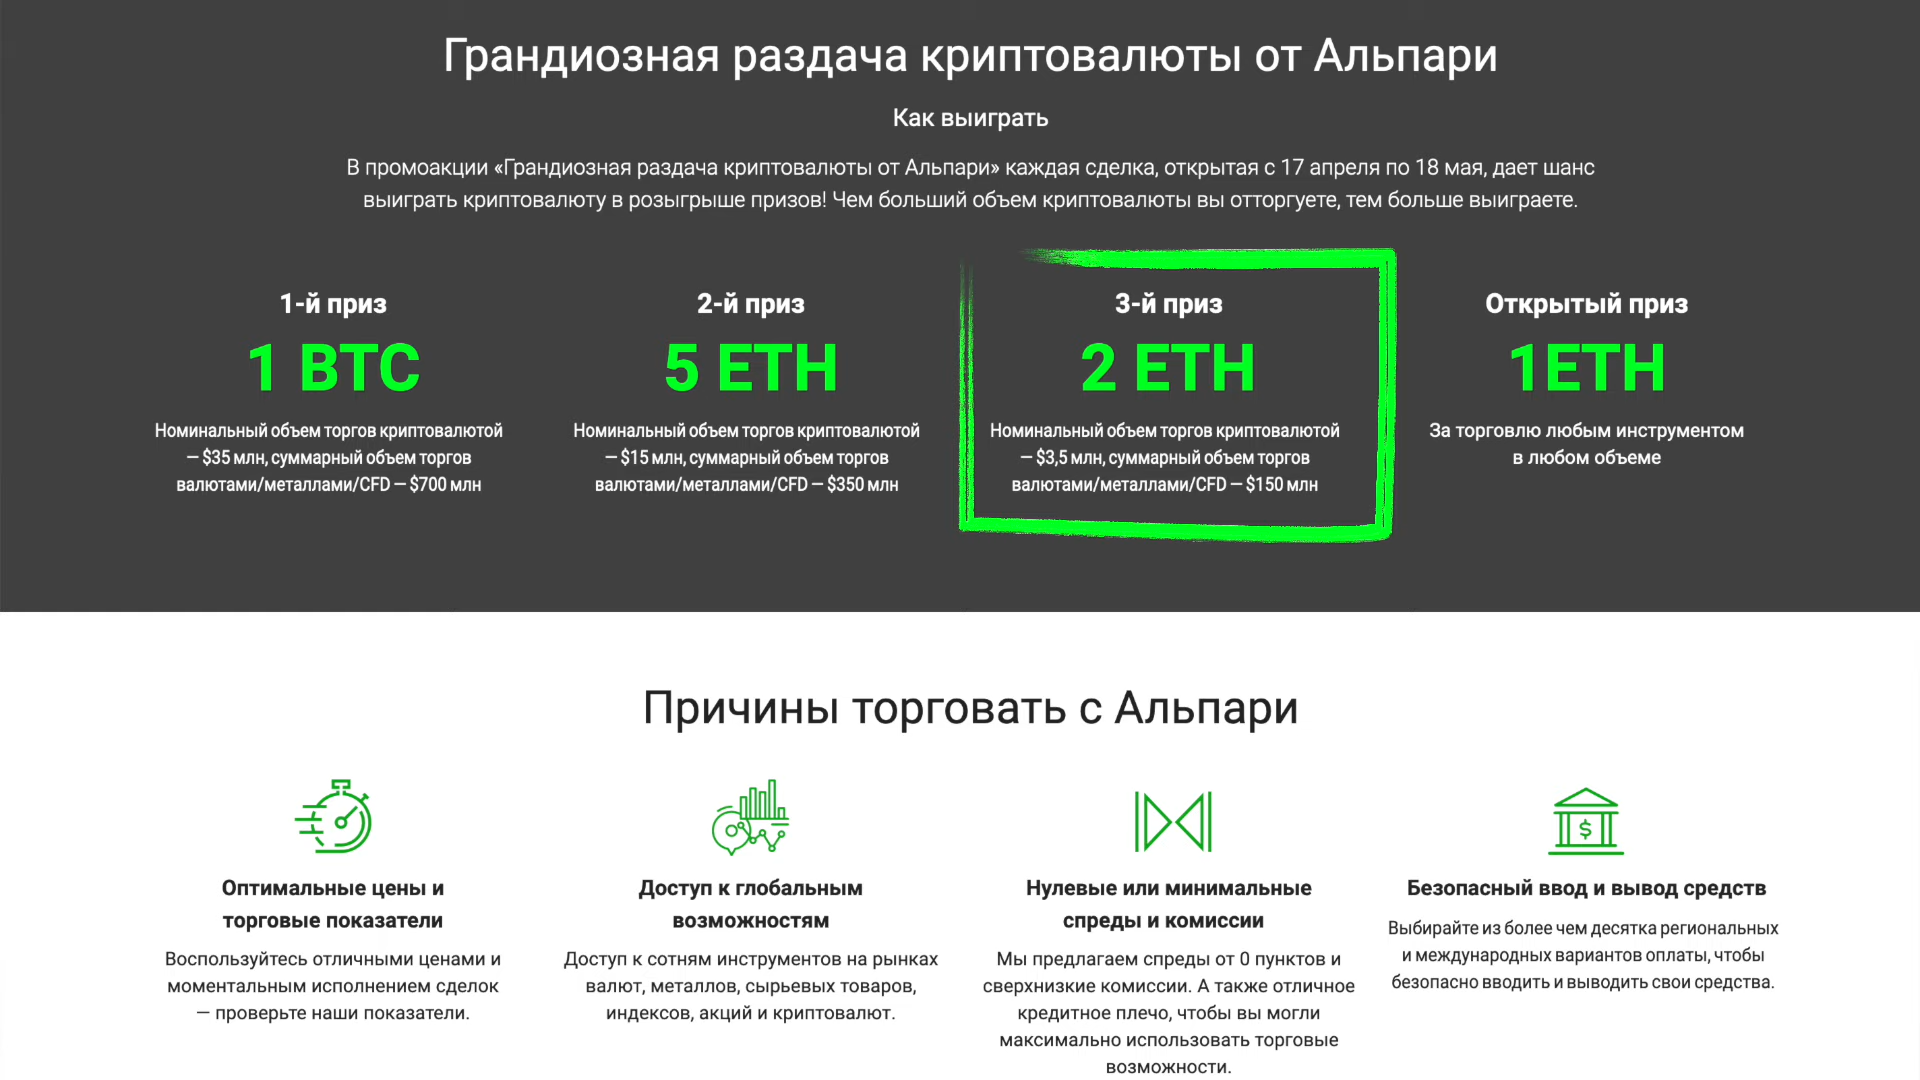 Грандиозная раздача криптовалюты от Альпари
Как выиграть
В промоакции «Грандиозная раздача криптовалюты от Альпари» каждая сделка, открытая с 17 апреля по 18 мая, дает шанс
выиграть криптовалюту в розыгрыше призов! Чем больший объем криптовалюты вы отторгуете, тем больше выиграете.
1-й приз
1 BTC
Номинальный объем торгов криптовалютой
— $35 млн, суммарный объем торгов
валютами/металлами/CFD — $700 млн
2-й приз
5 ETH
Номинальный объем торгов криптовалютой
— $15 млн, суммарный объем торгов
валютами/металлами/CFD — $350 млн
3-й приз
2 ETH
Номинальный объем торгов криптовалютой
— $3,5 млн, суммарный объем торгов
валютами/металлами/CFD — $150 млн
Открытый приз
1ETH
За торговлю любым инструментом
в любом объеме
Причины торговать с Альпари
Оптимальные цены и
торговые показатели
Воспользуйтесь отличными ценами и
моментальным исполнением сделок
— проверьте наши показатели.
Доступ к глобальным
возможностям
Доступ к сотням инструментов на рынках
валют, металлов, сырьевых товаров,
индексов, акций и криптовалют.
Нулевые или минимальные
спреды и комиссии
Мы предлагаем спреды от 0 пунктов и
сверхнизкие комиссии. А также отличное
кредитное плечо, чтобы вы могли
максимально использовать торговые
возможности.
$
Безопасный ввод и вывод средств
Выбирайте из более чем десятка региональных
и международных вариантов оплаты, чтобы
безопасно вводить и выводить свои средства.